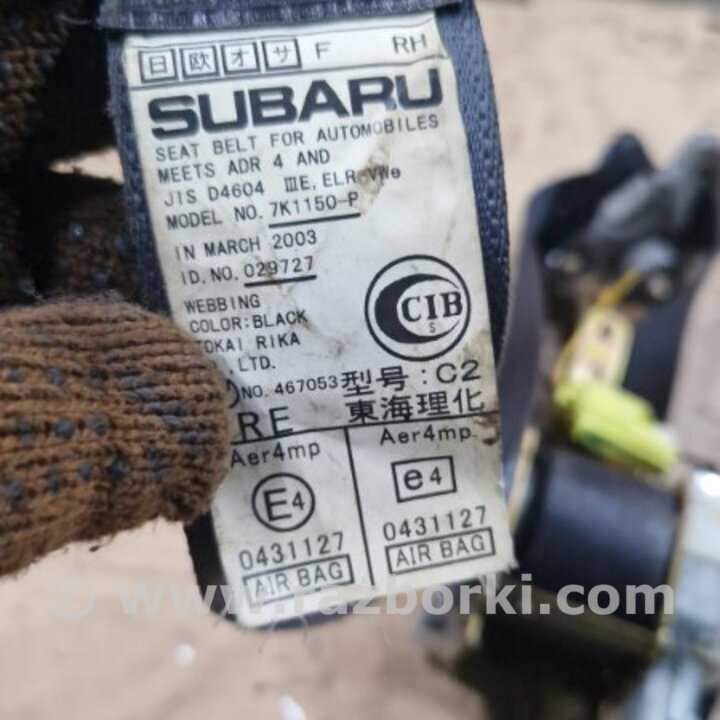 日 欧 オ サ F RH
SUBARU
SEAT BELT FOR AUTOMOBILES
MEETS ADR 4 AND
JIS D4604 ⅢE, ELR-VWe
MODEL NO. 7K1150-P
IN MARCH 2003
ID. NO. 029727
WEBBING
COLOR:BLACK
TOKAI RIKA
, LTD.
CCIB
S
NO. 467053 型号:C2
RE 東海理化
Aer4mp Aer4mp
E4 e4
0431127 0431127
AIR BAG AIR BAG
© www.razborki.com